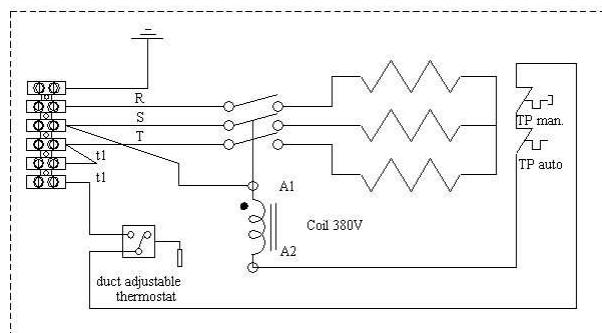 R
S
T
t1
t1
A1
A2
Coil 380V
TP man.
TP auto
duct adjustable
thermostat